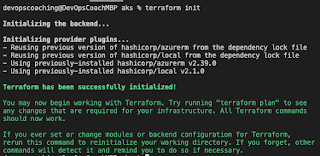 devopscoaching@DevOpsCoachMBP aks % terraform init
Initializing the backend...
Initializing provider plugins...
- Reusing previous version of hashicorp/azurerm from the dependency lock file
- Reusing previous version of hashicorp/local from the dependency lock file
- Using previously-installed hashicorp/azurerm v2.39.0
- Using previously-installed hashicorp/local v2.1.0
Terraform has been successfully initialized!
You may now begin working with Terraform. Try running "terraform plan" to see
any changes that are required for your infrastructure. All Terraform commands
should now work.
If you ever set or change modules or backend configuration for Terraform,
rerun this command to reinitialize your working directory. If you forget, other
commands will detect it and remind you to do so if necessary.